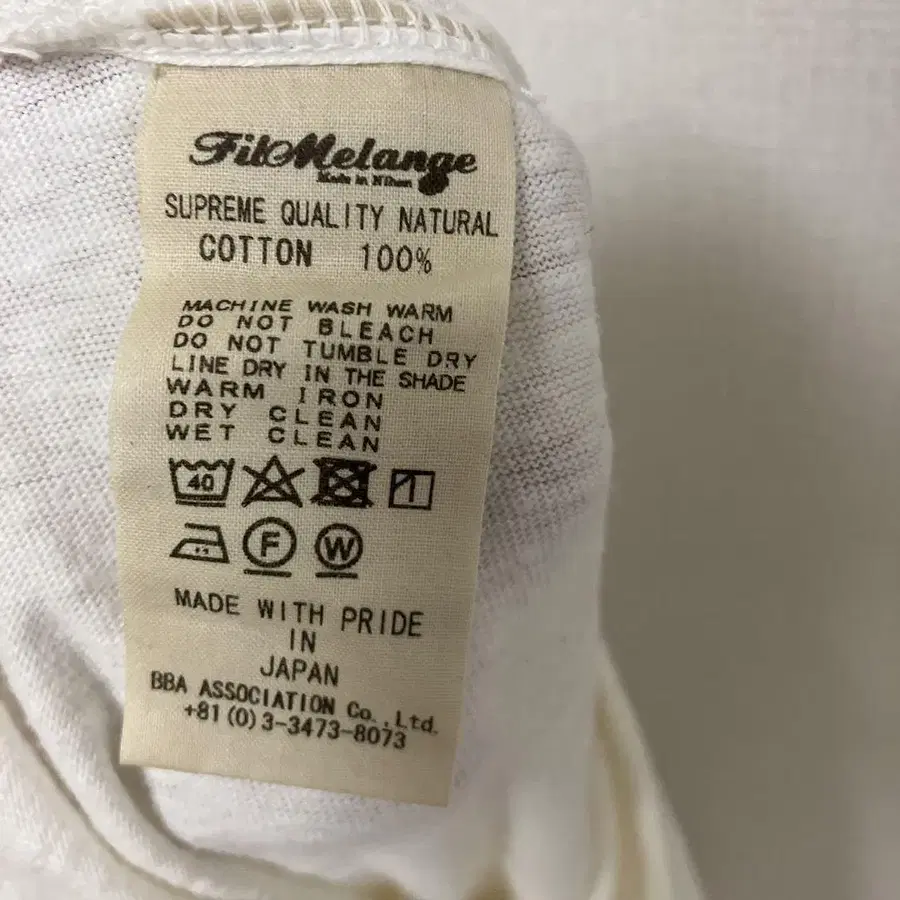 FilMelange
Made in Nihon
SUPREME QUALITY NATURAL
COTTON 100%
MACHINE WASH WARM
DO NOT BLEACH
DO NOT TUMBLE DRY
LINE DRY IN THE SHADE
WARM IRON
DRY CLEAN
WET CLEAN
40
F W
MADE WITH PRIDE
IN
JAPAN
BBA ASSOCIATION Co.,Ltd.
+81(0)3-3473-8073